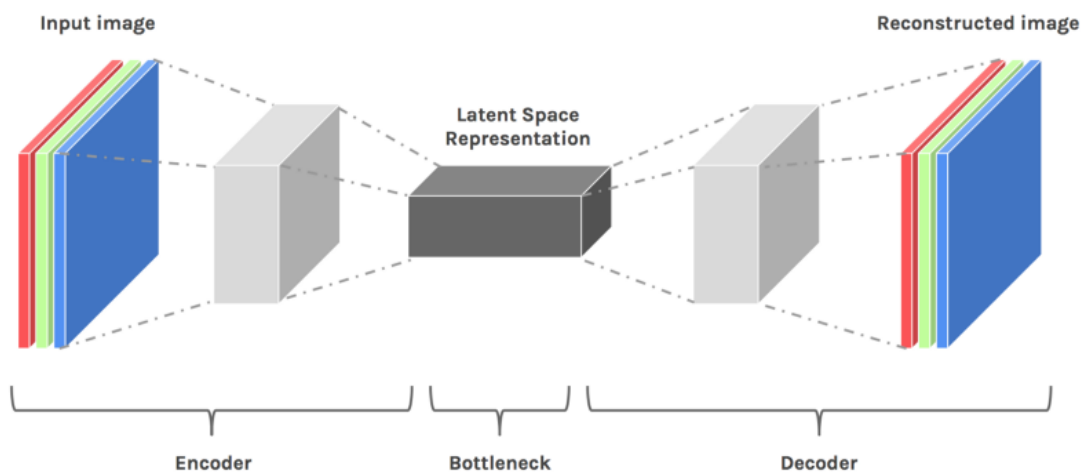 Input image
Reconstructed image
Latent Space
Representation
Encoder
Bottleneck
Decoder